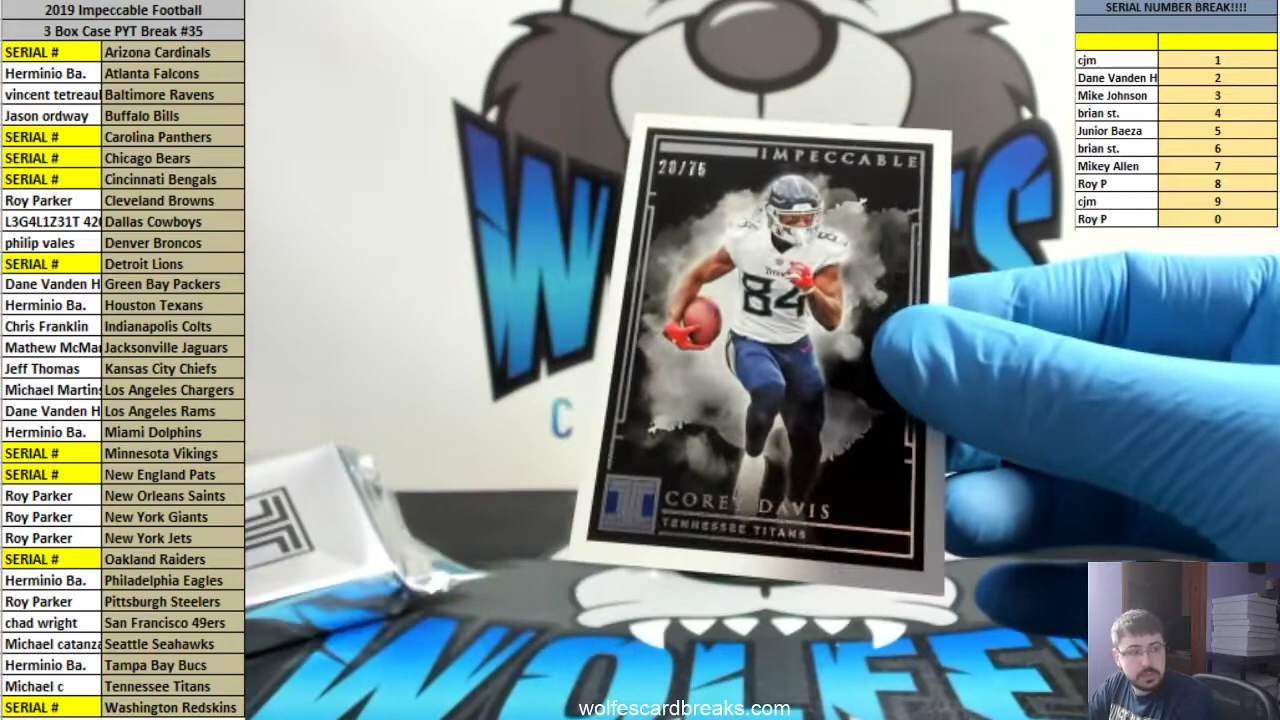 2019 Impeccable Football
3 Box Case PYT Break #35
SERIAL # Arizona Cardinals
Herminio Ba. Atlanta Falcons
vincent tetreaul Baltimore Ravens
Jason ordway Buffalo Bills
SERIAL # Carolina Panthers
SERIAL # Chicago Bears
SERIAL # Cincinnati Bengals
Roy Parker Cleveland Browns
L3G4L1Z31T 420 Dallas Cowboys
philip vales Denver Broncos
SERIAL # Detroit Lions
Dane Vanden H Green Bay Packers
Herminio Ba. Houston Texans
Chris Franklin Indianapolis Colts
Mathew McMa Jacksonville Jaguars
Jeff Thomas Kansas City Chiefs
Michael Martins Los Angeles Chargers
Dane Vanden H Los Angeles Rams
Herminio Ba. Miami Dolphins
SERIAL # Minnesota Vikings
SERIAL # New England Pats
Roy Parker New Orleans Saints
Roy Parker New York Giants
Roy Parker New York Jets
SERIAL # Oakland Raiders
Herminio Ba. Philadelphia Eagles
Roy Parker Pittsburgh Steelers
chad wright San Francisco 49ers
Michael catanza Seattle Seahawks
Herminio Ba. Tampa Bay Bucs
Michael c Tennessee Titans
SERIAL # Washington Redskins
IMPECCABLE
20/75
84
COREY DAVIS
TENNESSEE TITANS
C
WOLFE'
wolfescardbreaks.com
SERIAL NUMBER BREAK!!!!
cjm 1
Dane Vanden H 2
Mike Johnson 3
brian st. 4
Junior Baeza 5
brian st. 6
Mikey Allen 7
Roy P 8
cjm 9
Roy P 0